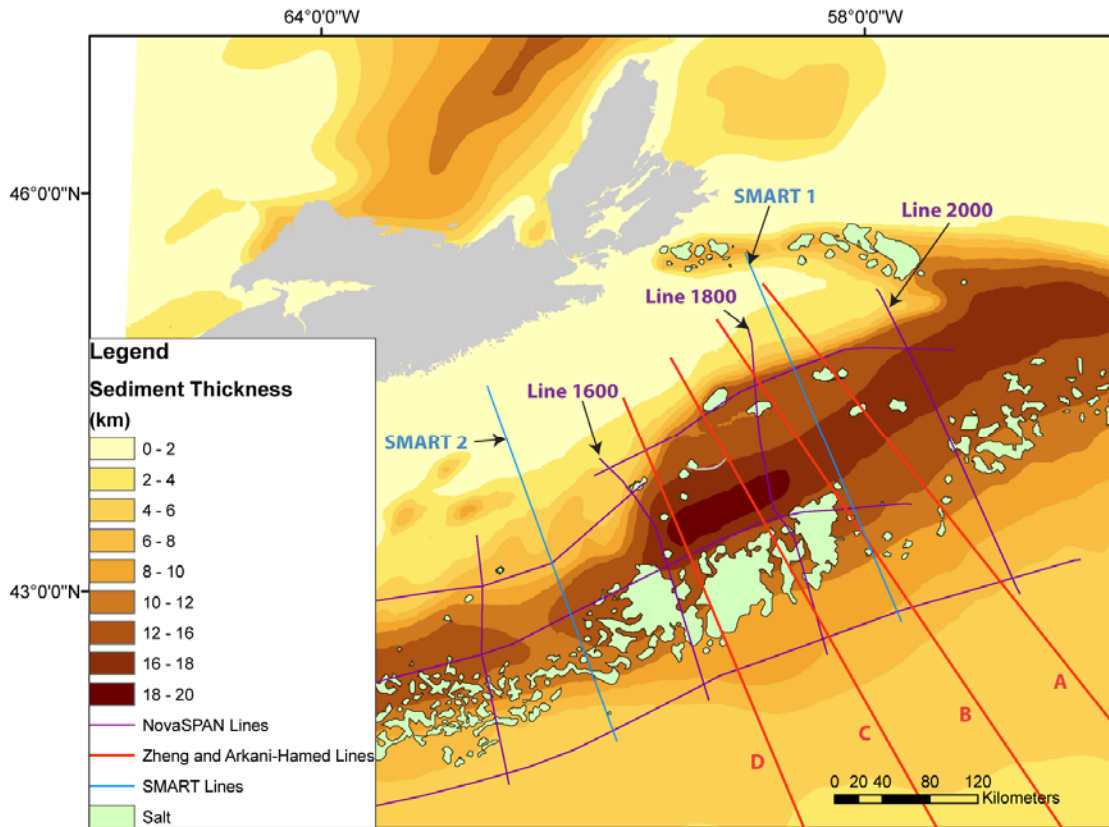 64°0'0"W
58°0'0"W
46°0'0"N
SMART 1
Line 2000
Line 1800
Line 1600
SMART 2
43°0'0"N
Legend
Sediment Thickness
(km)
0 - 2
2 - 4
4 - 6
6 - 8
8 - 10
10 - 12
12 - 16
16 - 18
18 - 20
NovaSPAN Lines
Zheng and Arkani-Hamed Lines
SMART Lines
Salt
A
B
C
D
0 20 40 80 120
Kilometers